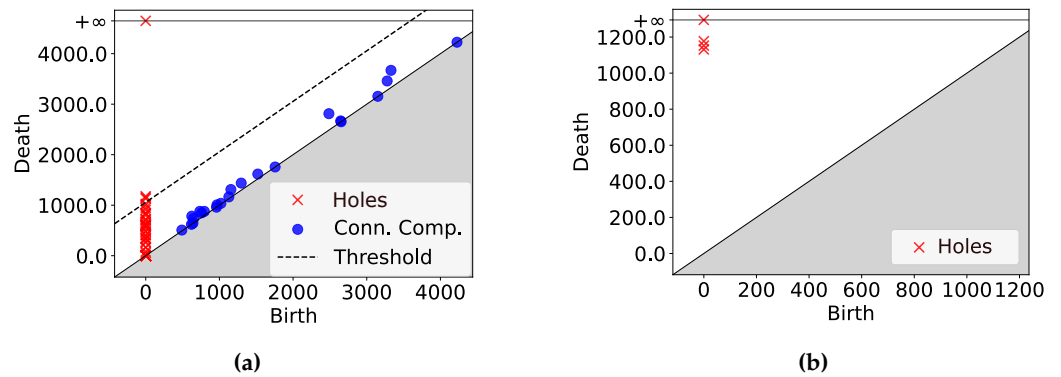 +∞
4000.0
3000.0
2000.0
1000.0
0.0
Death
0 1000 2000 3000 4000
Birth
Holes
Conn. Comp.
Threshold
(a)
+∞
1200.0
1000.0
800.0
600.0
400.0
200.0
0.0
Death
0 200 400 600 800 1000 1200
Birth
Holes
(b)